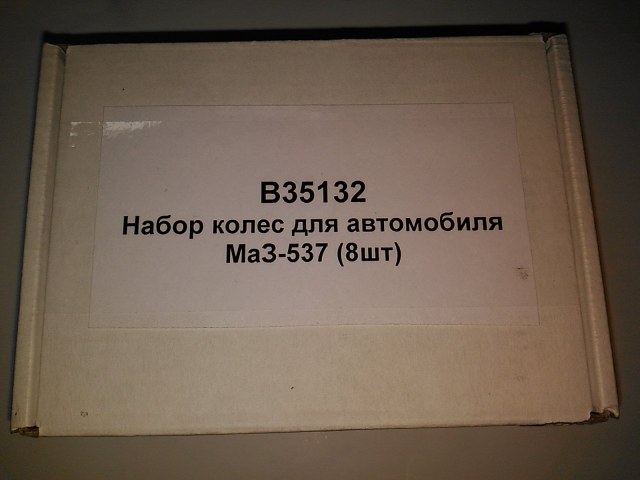 B35132
Набор колес для автомобиля
МаЗ-537 (8шт)